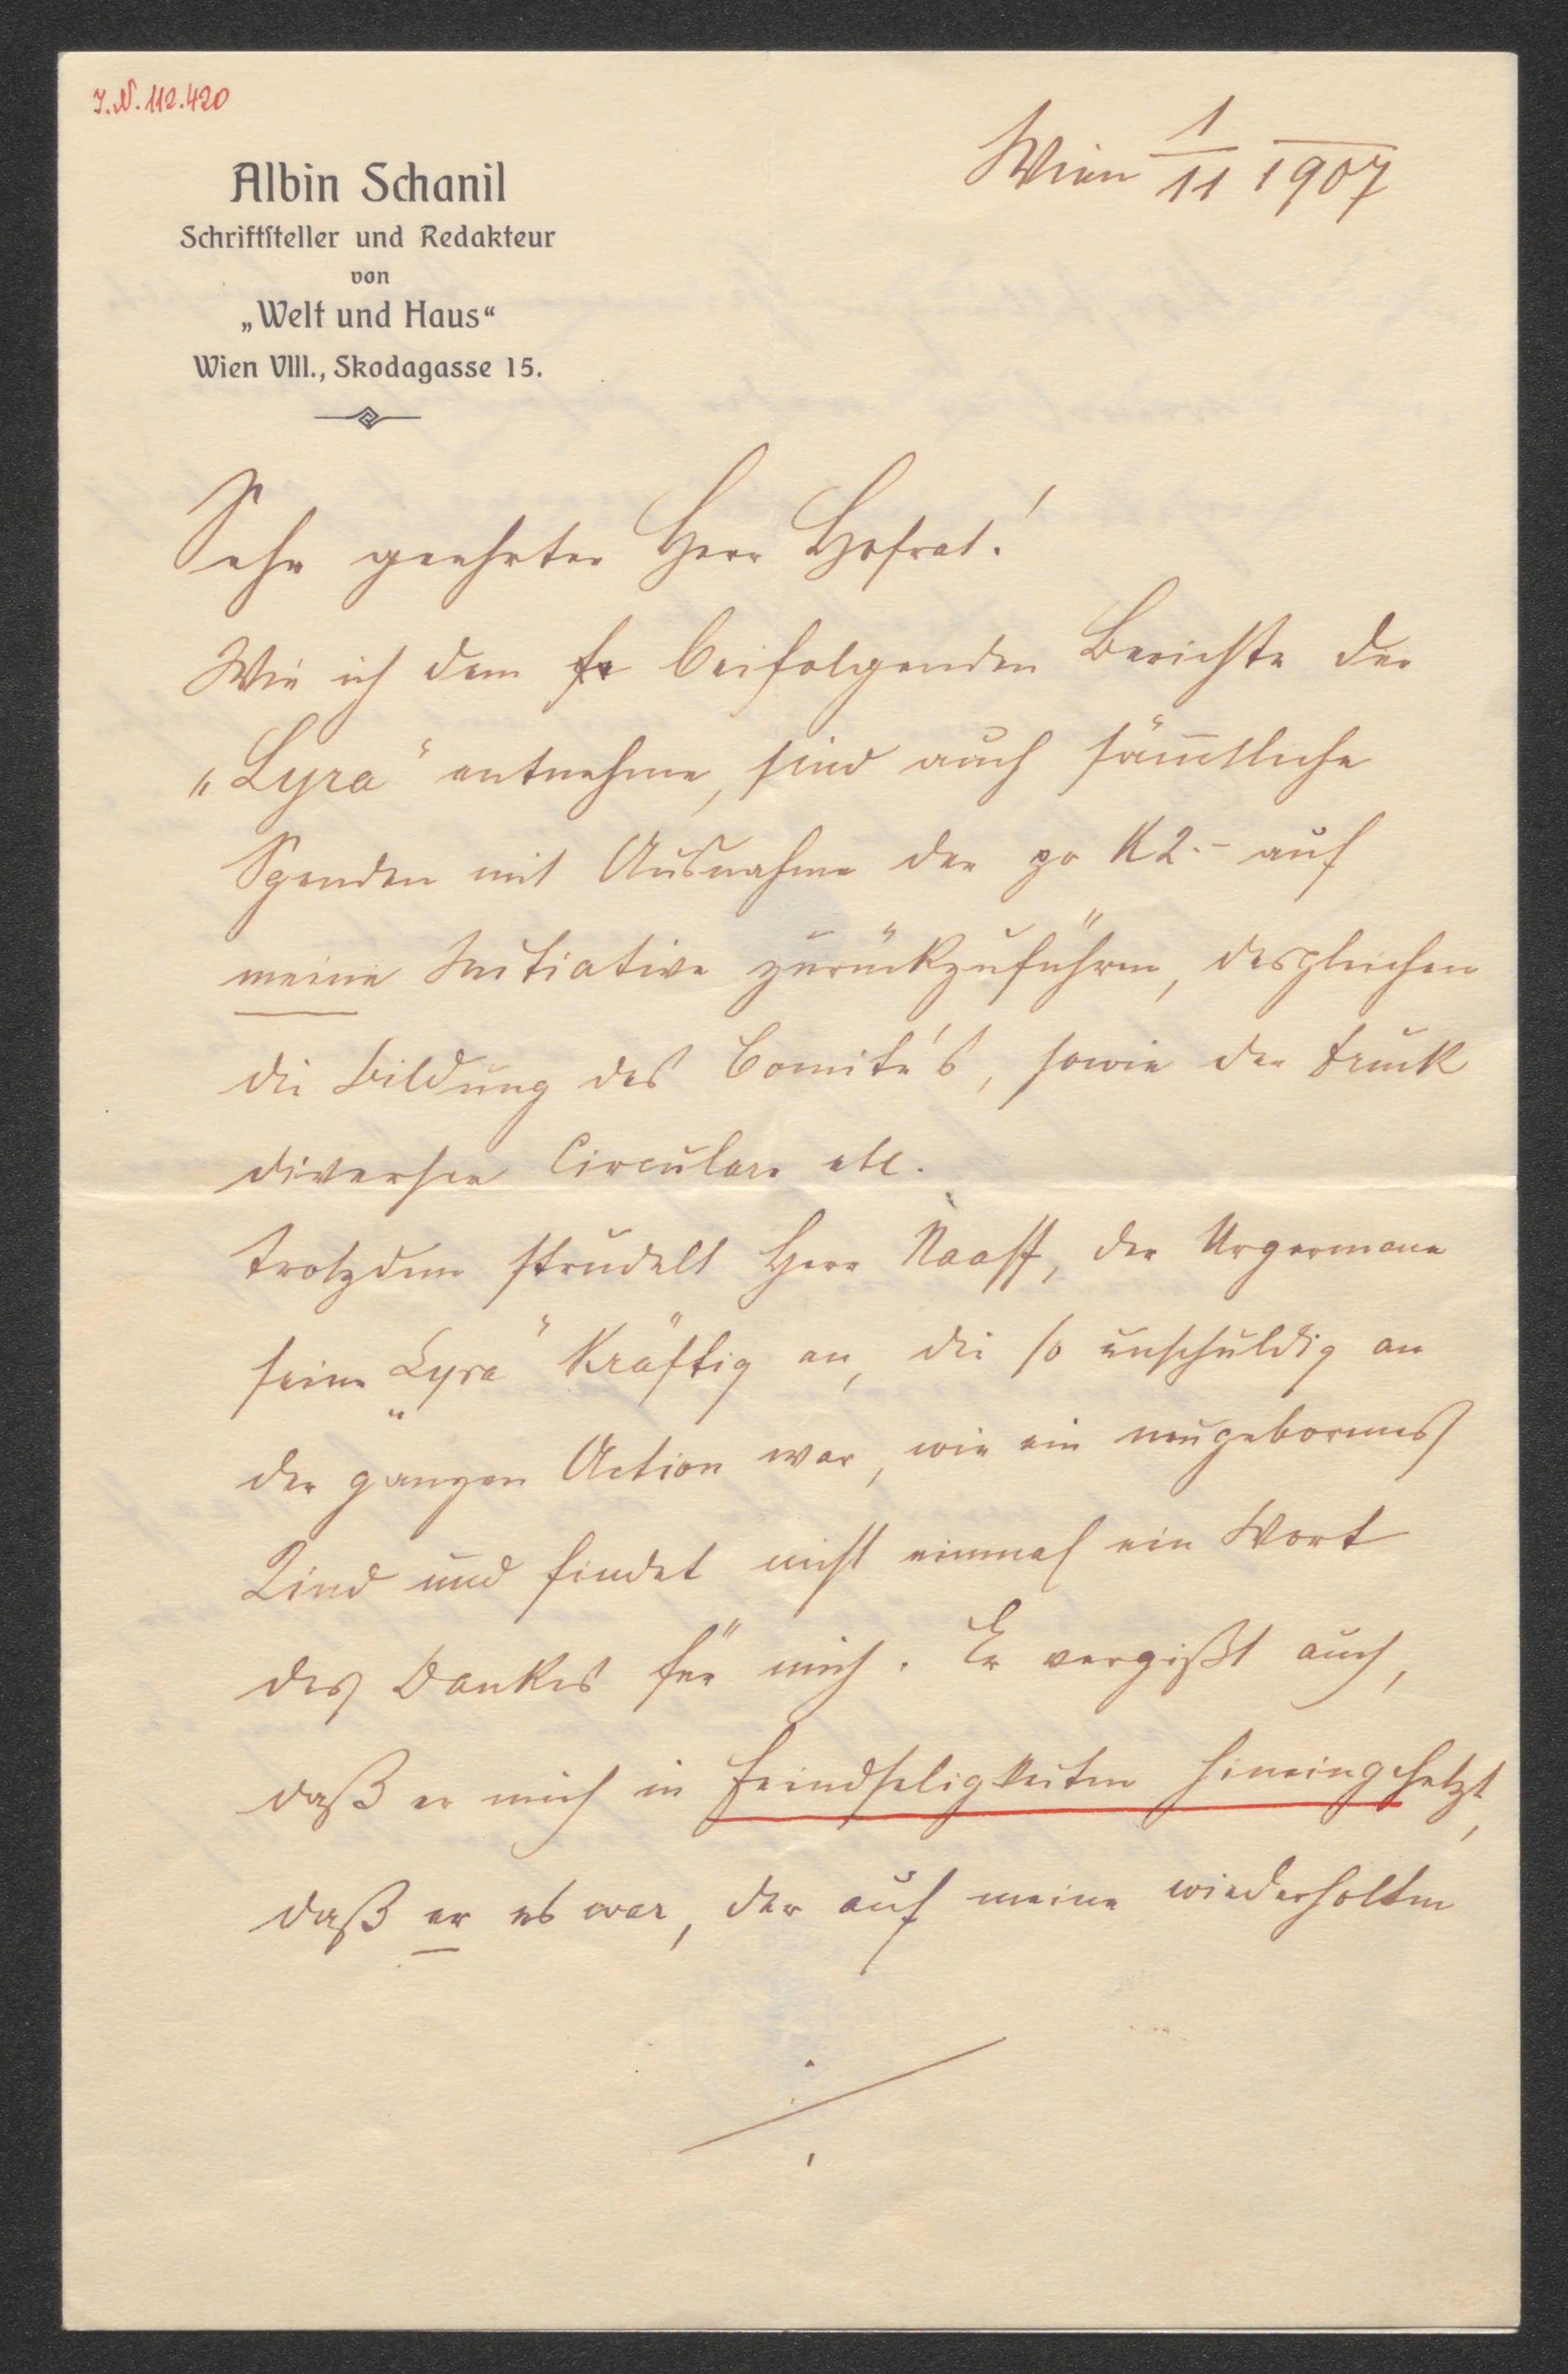 I.N. 112.420
Albin Schanil
Schriftsteller und Redakteur
von
„Welt und Haus“
Wien VIII., Skodagasse 15.
Wien 1/11 1907
Sehr geehrter Herr Hofrat!
Wie ich dem beifolgenden Berichte der
„Lyra“ entnehme, sind auch sämtliche
Spenden mit Ausnahme der po K2.- auf
meine Initiative zurückzuführen, desgleichen
die Bildung des Comité's, sowie der Druck
diverser Circulare etc.
Trotzdem strudelt Herr Naaff, der Urgermane
seine „Lyra“ kräftig an, die so unschuldig an
der ganzen Action war, wie ein neugeborenes
Kind und findet nicht einmal ein Wort
des Dankes für mich. Er vergißt auch,
daß er mich in Feindseligkeiten hineingehetzt,
daß er es war, der auf meine wiederholten
./.